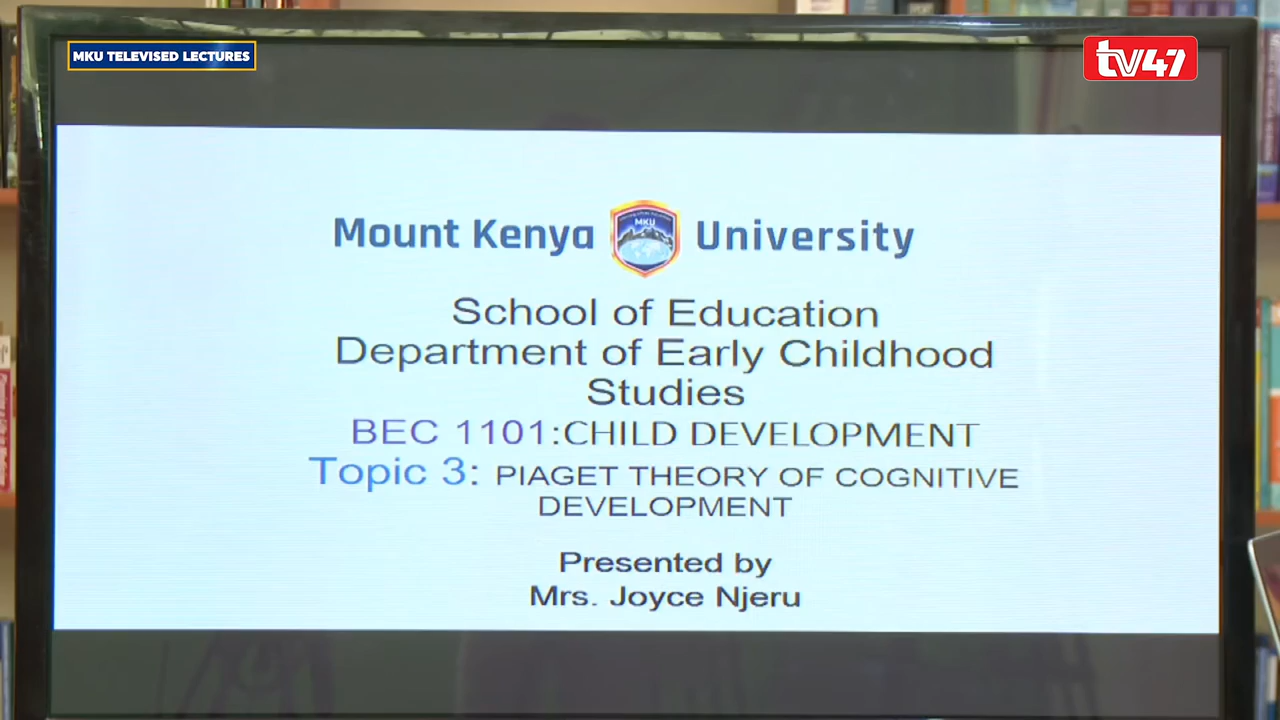 MKU TELEVISED LECTURES
tv47
Mount Kenya MKU University
School of Education
Department of Early Childhood
Studies
BEC 1101:CHILD DEVELOPMENT
Topic 3: PIAGET THEORY OF COGNITIVE
DEVELOPMENT
Presented by
Mrs. Joyce Njeru